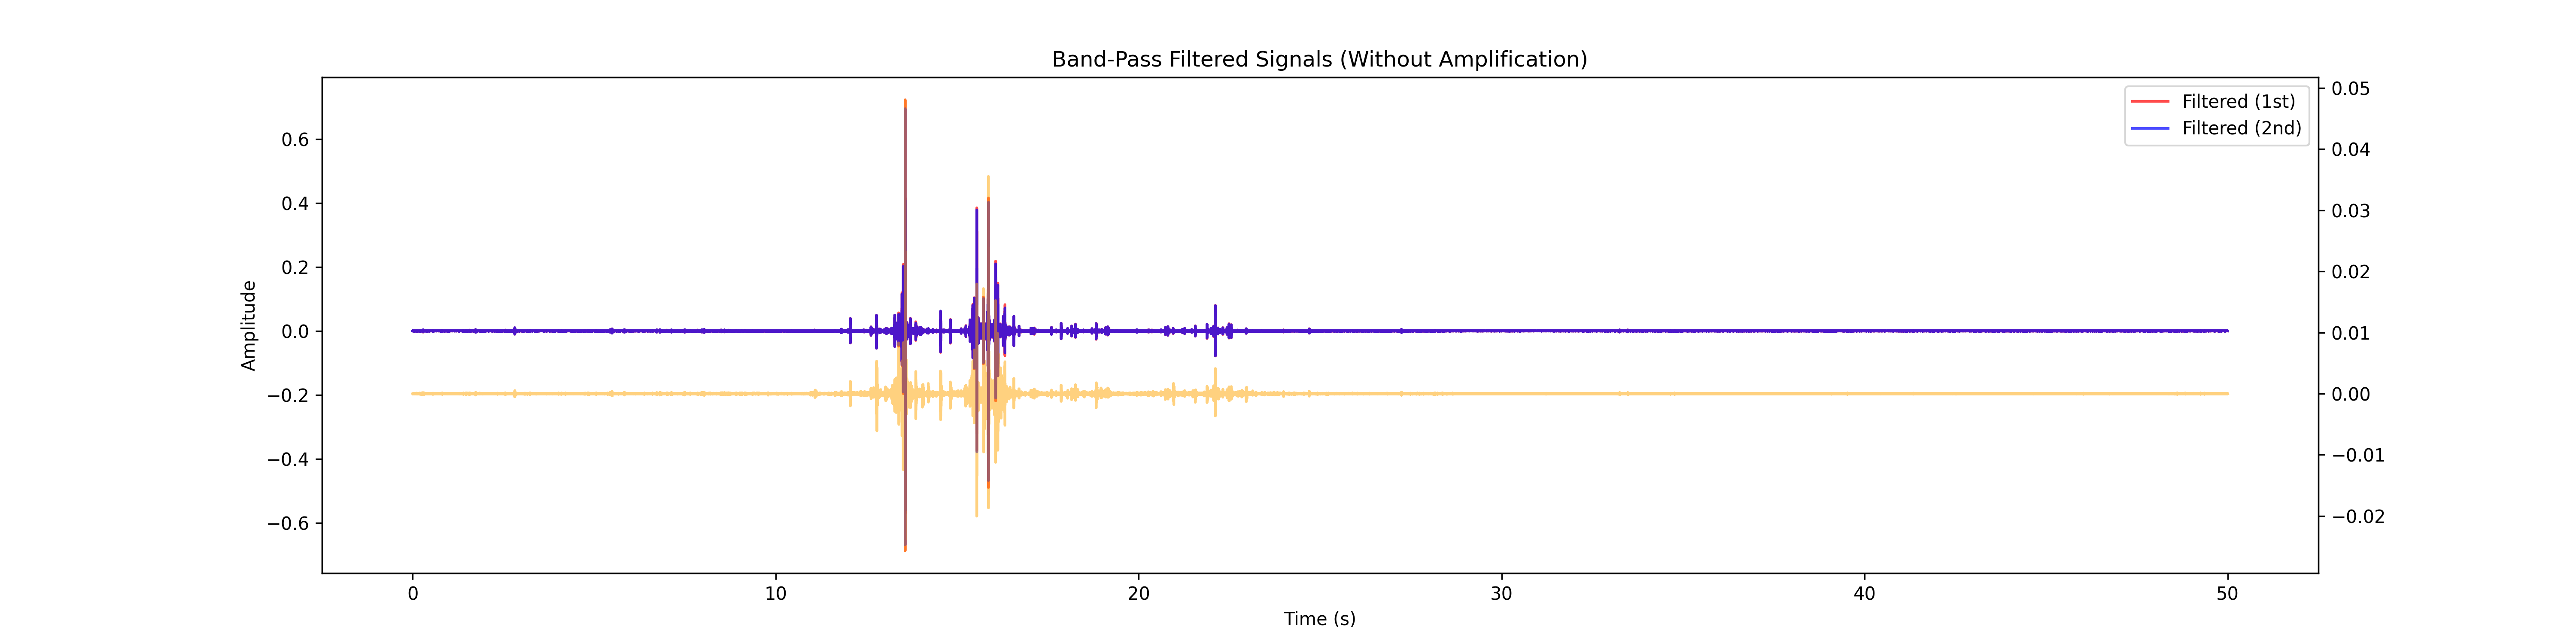 Band-Pass Filtered Signals (Without Amplification)
Filtered (1st)
Filtered (2nd)
Amplitude
0.6
0.4
0.2
0.0
−0.2
−0.4
−0.6
0.05
0.04
0.03
0.02
0.01
0.00
−0.01
−0.02
0 10 20 30 40 50
Time (s)